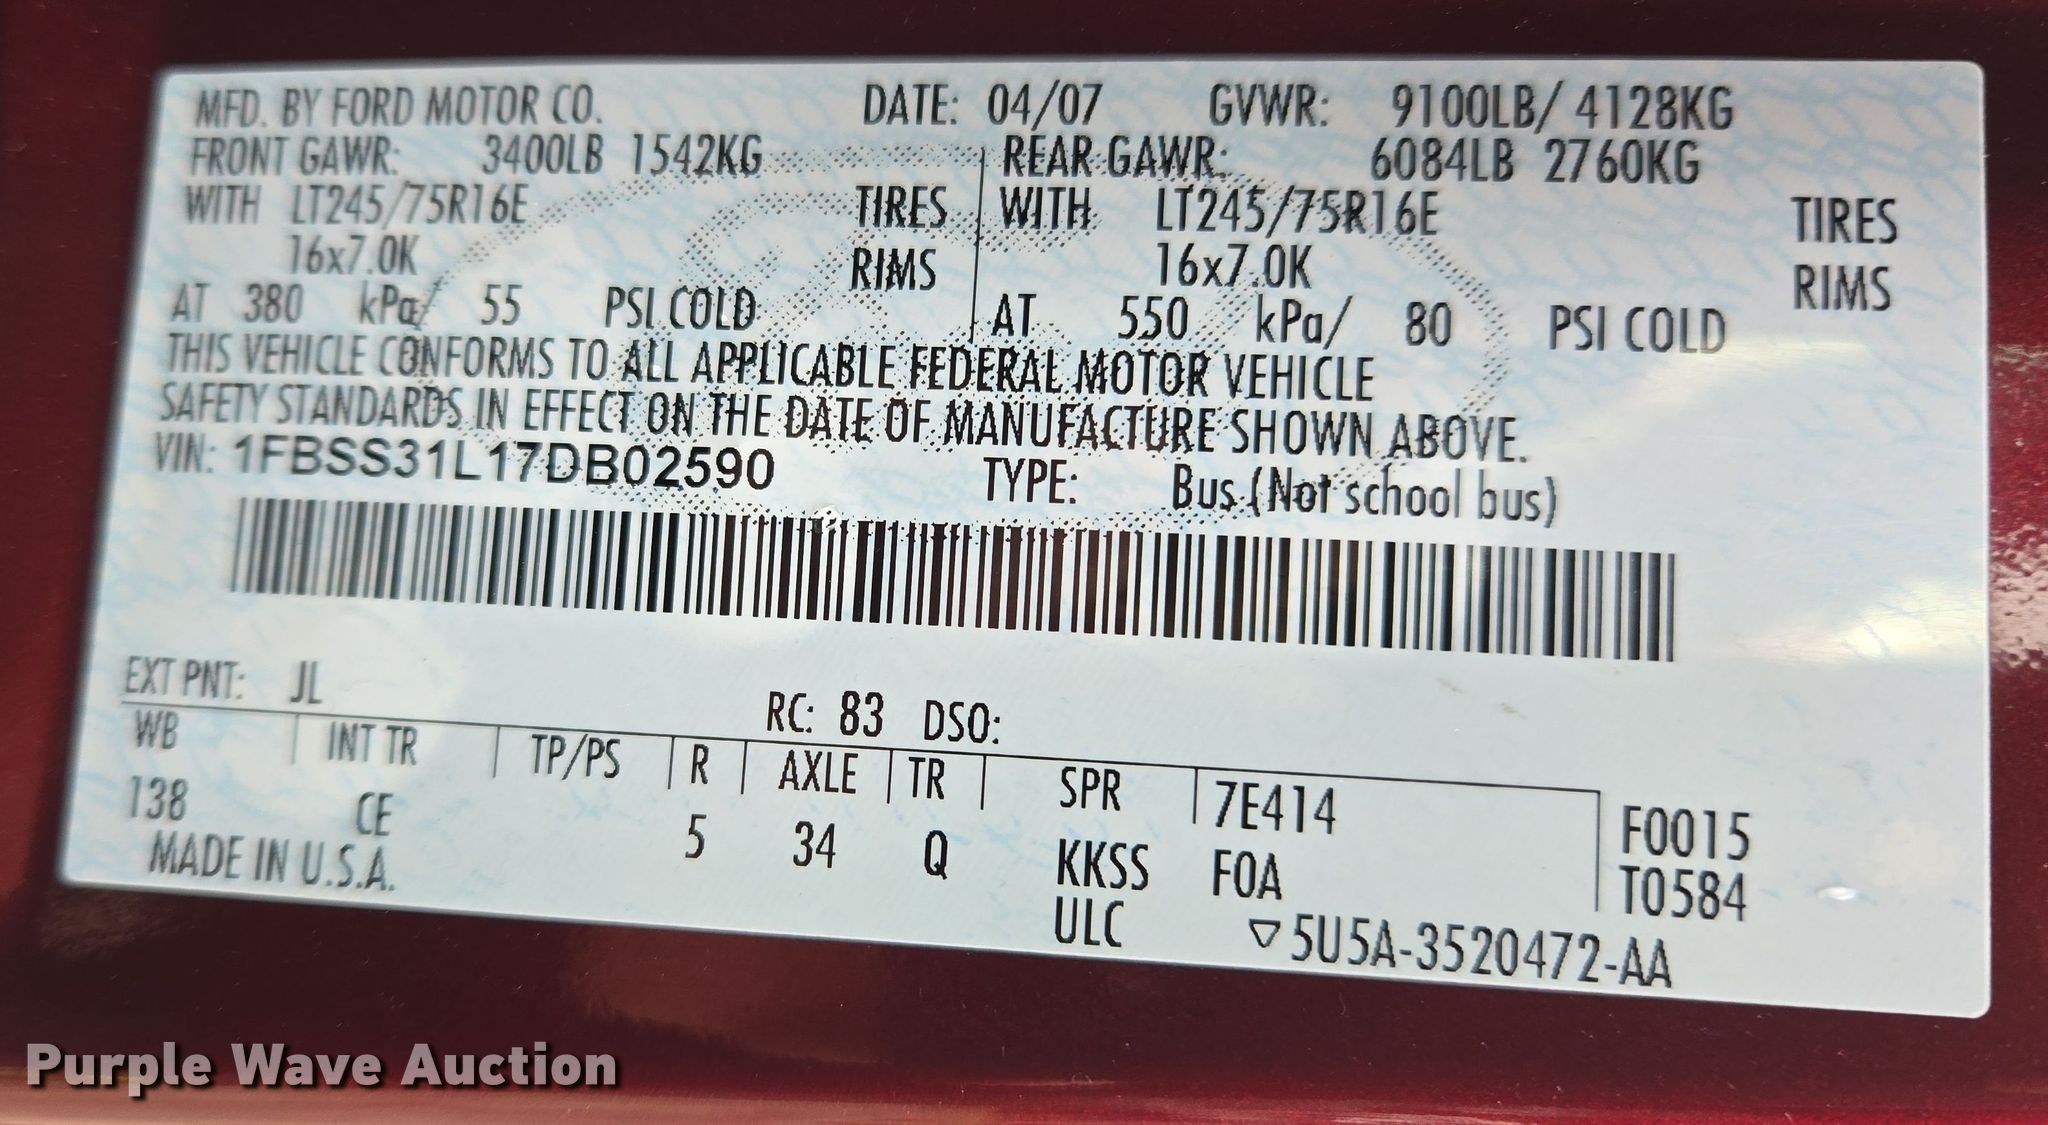 MFD. BY FORD MOTOR CO. DATE: 04/07 GVWR: 9100LB/ 4128KG
FRONT GAWR: 3400LB 1542KG REAR GAWR: 6084LB 2760KG
WITH LT245/75R16E TIRES WITH LT245/75R16E TIRES
16x7.0K RIMS 16x7.0K RIMS
AT 380 kPa/ 55 PSI COLD AT 550 kPa/ 80 PSI COLD
THIS VEHICLE CONFORMS TO ALL APPLICABLE FEDERAL MOTOR VEHICLE
SAFETY STANDARDS IN EFFECT ON THE DATE OF MANUFACTURE SHOWN ABOVE.
VIN: 1FBSS31L17DB02590 TYPE: Bus (Not school bus)
EXT PNT: JL RC: 83 DSO:
WB INT TR TP/PS R AXLE TR SPR 7E414 F0015
138 CE 5 34 Q KKSS FOA T0584
MADE IN U.S.A. ULC ▽5U5A-3520472-AA
Purple Wave Auction